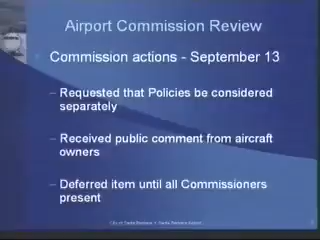 Airport Commission Review
Commission actions - September 13
– Requested that Policies be considered
separately
– Received public comment from aircraft
owners
– Deferred item until all Commissioners
present